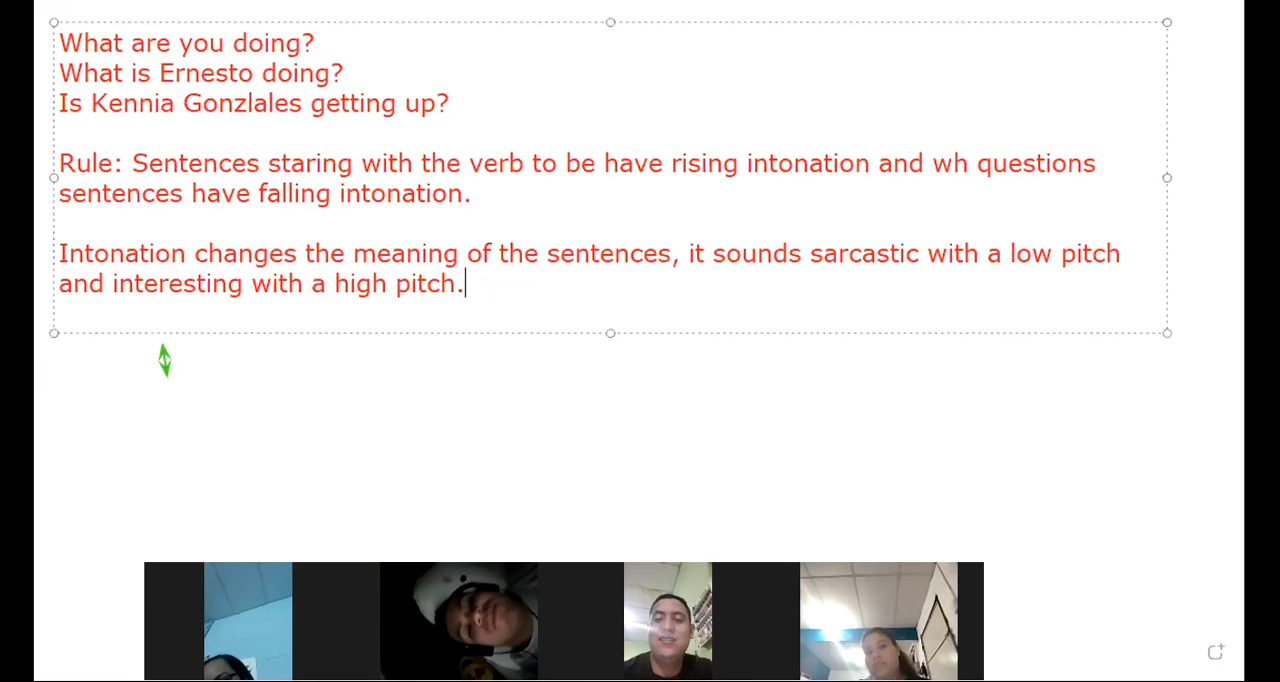 What are you doing?
What is Ernesto doing?
Is Kennia Gonzlales getting up?
Rule: Sentences staring with the verb to be have rising intonation and wh questions
sentences have falling intonation.
Intonation changes the meaning of the sentences, it sounds sarcastic with a low pitch
and interesting with a high pitch.